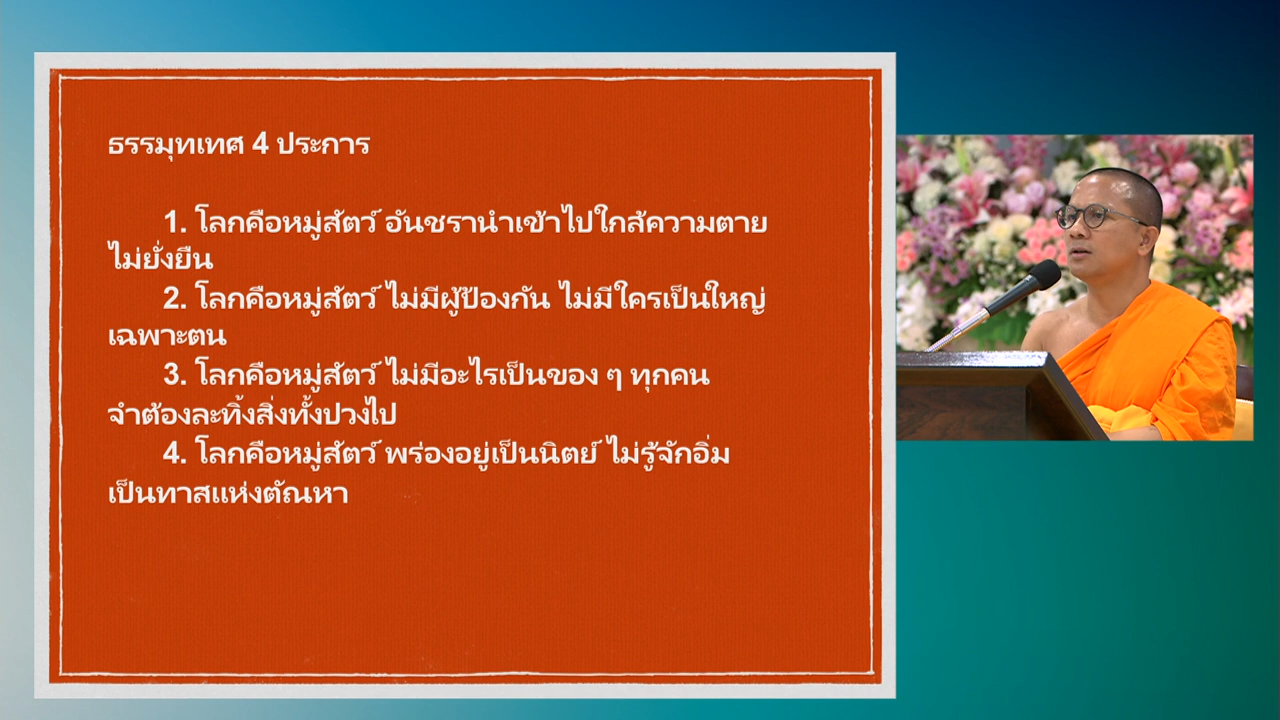 ธรรมุทเทศ 4 ประการ
1. โลกคือหมู่สัตว์ อันชรานำเข้าไปใกล้ความตาย
ไม่ยั่งยืน
2. โลกคือหมู่สัตว์ ไม่มีผู้ป้องกัน ไม่มีใครเป็นใหญ่
เฉพาะตน
3. โลกคือหมู่สัตว์ ไม่มีอะไรเป็นของ ๆ ทุกคน
จำต้องละทิ้งสิ่งทั้งปวงไป
4. โลกคือหมู่สัตว์ พร่องอยู่เป็นนิตย์ ไม่รู้จักอิ่ม
เป็นทาสแห่งตัณหา